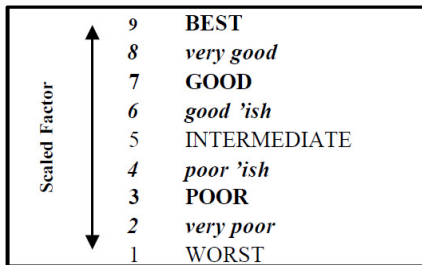 Scaled Factor
9 BEST
8 very good
7 GOOD
6 good ’ish
5 INTERMEDIATE
4 poor ’ish
3 POOR
2 very poor
1 WORST